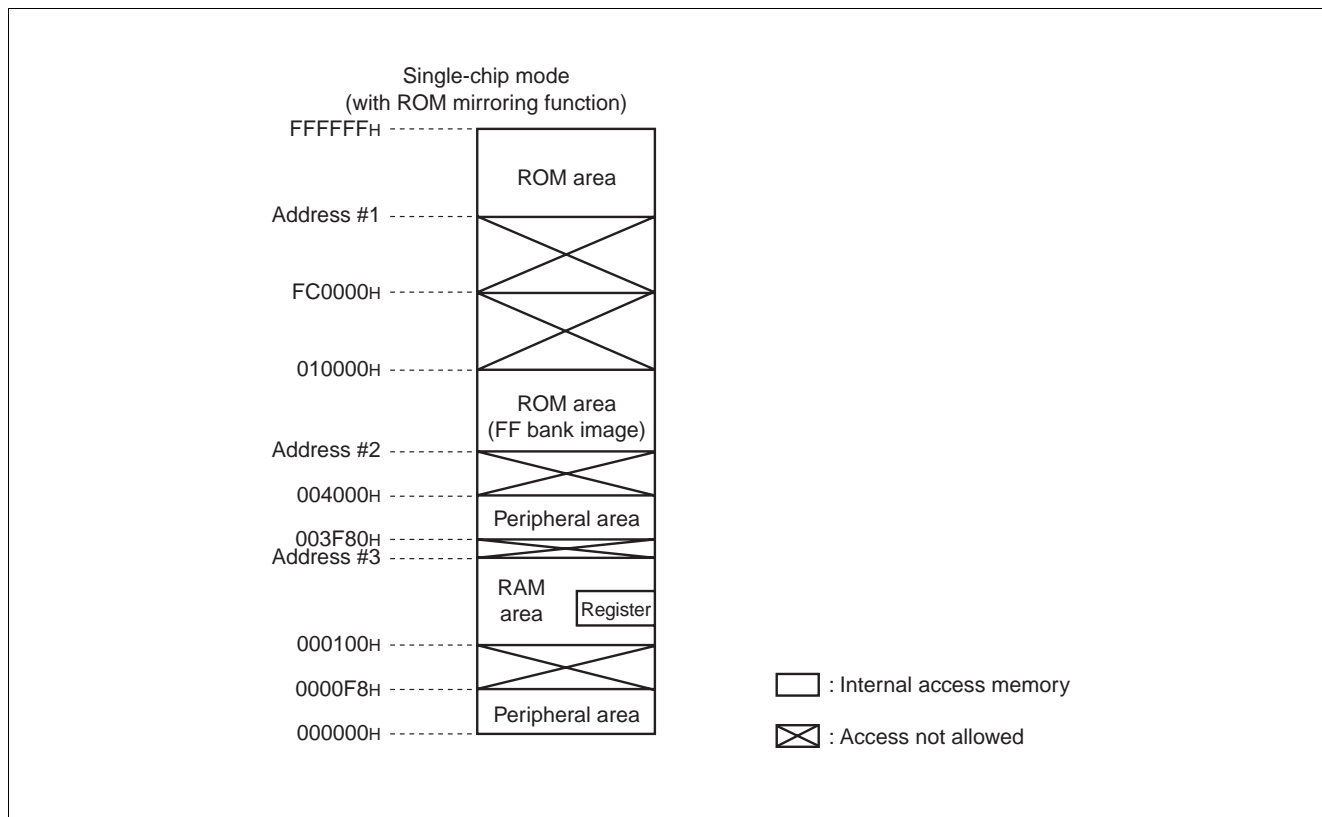 Single-chip mode
(with ROM mirroring function)
FFFFFFH
ROM area
Address #1
FC0000H
010000H
ROM area
(FF bank image)
Address #2
004000H
Peripheral area
003F80H
Address #3
RAM
area
Register
000100H
0000F8H
Peripheral area
000000H
: Internal access memory
: Access not allowed